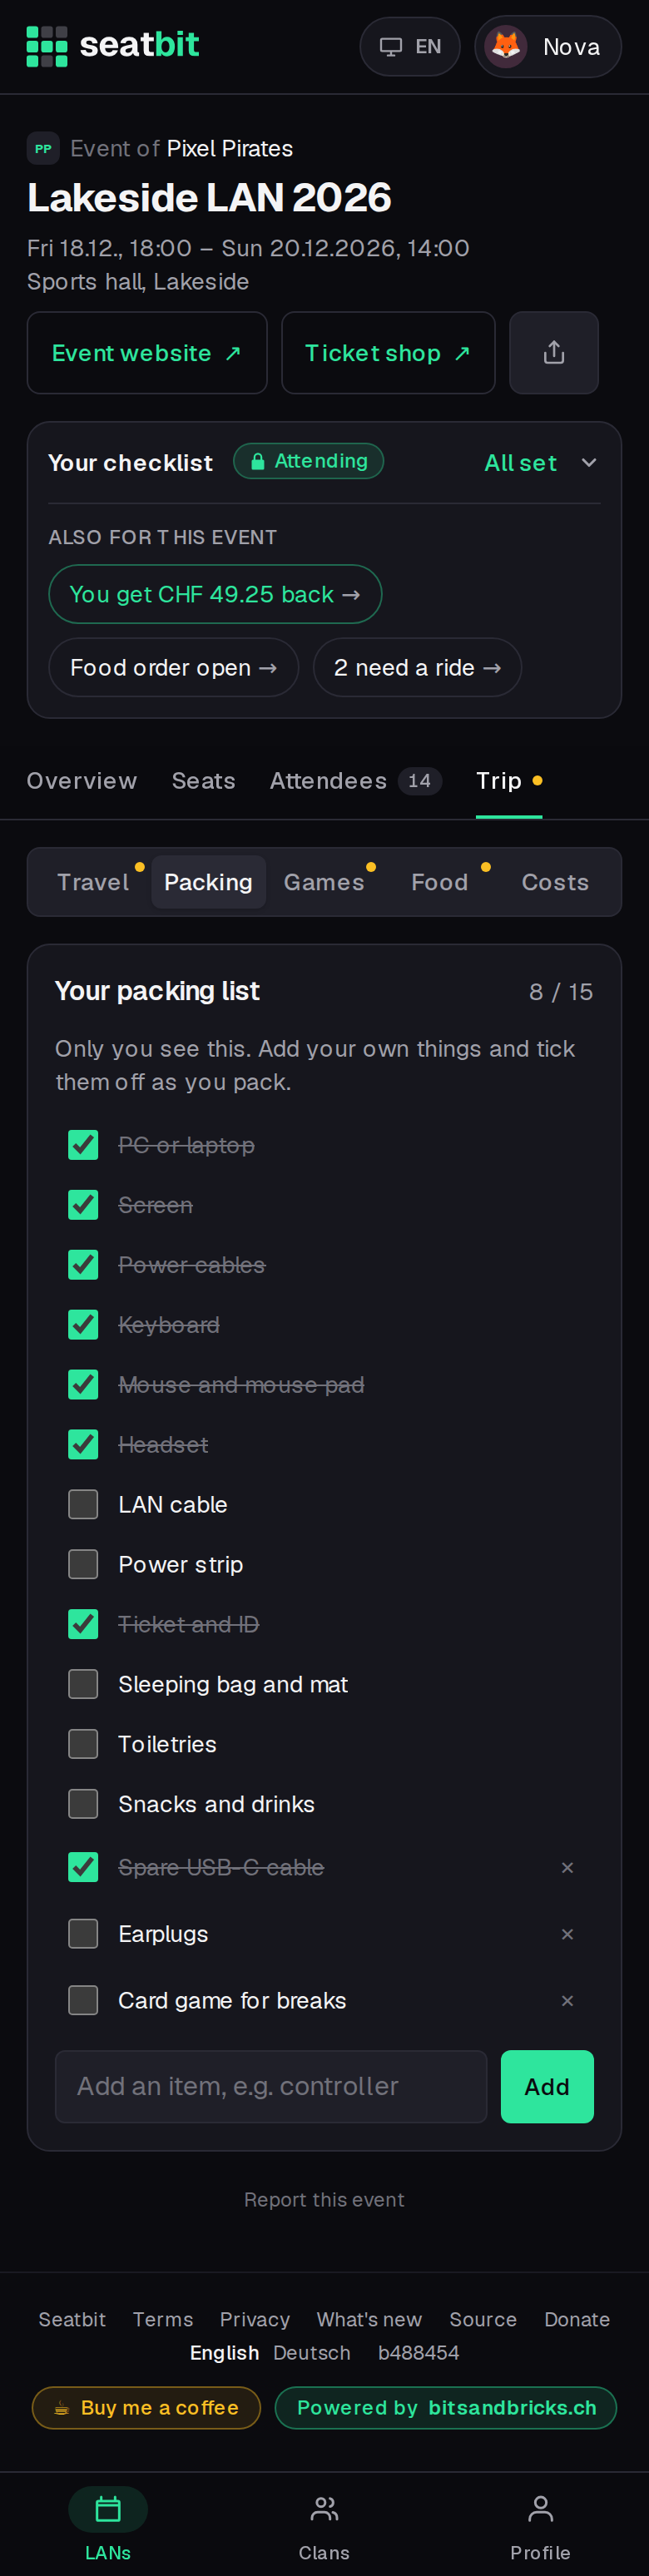 seatbit
EN
Nova
PP Event of Pixel Pirates
Lakeside LAN 2026
Fri 18.12., 18:00 – Sun 20.12.2026, 14:00
Sports hall, Lakeside
Event website ↗
Ticket shop ↗
Your checklist
Attending
All set
ALSO FOR THIS EVENT
You get CHF 49.25 back →
Food order open →
2 need a ride →
Overview
Seats
Attendees 14
Trip
Travel
Packing
Games
Food
Costs
Your packing list
8 / 15
Only you see this. Add your own things and tick
them off as you pack.
PC or laptop
Screen
Power cables
Keyboard
Mouse and mouse pad
Headset
LAN cable
Power strip
Ticket and ID
Sleeping bag and mat
Toiletries
Snacks and drinks
Spare USB-C cable ×
Earplugs ×
Card game for breaks ×
Add an item, e.g. controller
Add
Report this event
Seatbit Terms Privacy What's new Source Donate
English Deutsch b488454
Buy me a coffee
Powered by bitsandbricks.ch
LANs
Clans
Profile